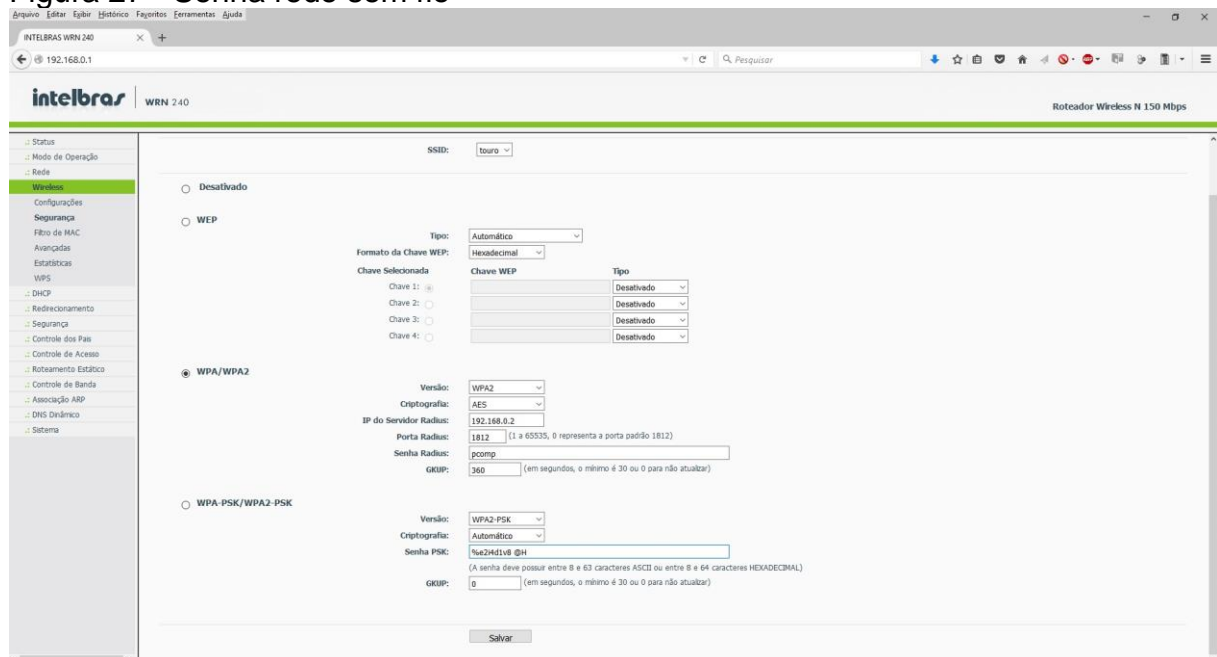 Arquivo Editar Exibir Histórico Favoritos Ferramentas Ajuda
INTELBRAS WRN 240
192.168.0.1
Pesquisar
intelbras WRN 240
Roteador Wireless N 150 Mbps
.: Status
.: Modo de Operação
.: Rede
Wireless
Configurações
Segurança
Filtro de MAC
Avançadas
Estatísticas
WPS
.: DHCP
.: Redirecionamento
.: Segurança
.: Controle dos Pais
.: Controle de Acesso
.: Roteamento Estático
.: Controle de Banda
.: Associação ARP
.: DNS Dinâmico
.: Sistema
SSID: touro
Desativado
WEP
Tipo: Automático
Formato da Chave WEP: Hexadecimal
Chave Selecionada Chave WEP Tipo
Chave 1: Desativado
Chave 2: Desativado
Chave 3: Desativado
Chave 4: Desativado
WPA/WPA2
Versão: WPA2
Criptografia: AES
IP do Servidor Radius: 192.168.0.2
Porta Radius: 1812 (1 a 65535, 0 representa a porta padrão 1812)
Senha Radius: pcomp
GKUP: 360 (em segundos, o mínimo é 30 ou 0 para não atualizar)
WPA-PSK/WPA2-PSK
Versão: WPA2-PSK
Criptografia: Automático
Senha PSK: %e2H4d1v8 @H
(A senha deve possuir entre 8 e 63 caracteres ASCII ou entre 8 e 64 caracteres HEXADECIMAL)
GKUP: 0 (em segundos, o mínimo é 30 ou 0 para não atualizar)
Salvar